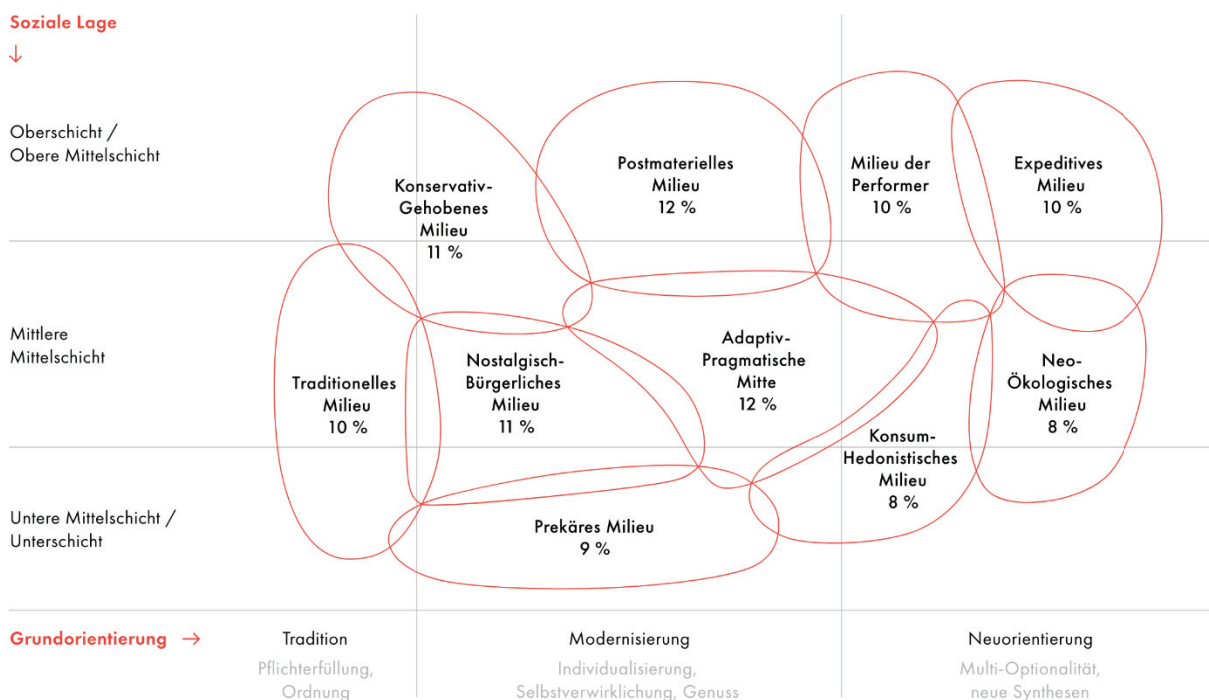 Soziale Lage
↓
Oberschicht /
Obere Mittelschicht
Konservativ-
Gehobenes
Milieu
11 %
Postmaterielles
Milieu
12 %
Milieu der
Performer
10 %
Expeditives
Milieu
10 %
Mittlere
Mittelschicht
Traditionelles
Milieu
10 %
Nostalgisch-
Bürgerliches
Milieu
11 %
Adaptiv-
Pragmatische
Mitte
12 %
Neo-
Ökologisches
Milieu
8 %
Konsum-
Hedonistisches
Milieu
8 %
Untere Mittelschicht /
Unterschicht
Prekäres Milieu
9 %
Grundorientierung →
Tradition
Pflichterfüllung,
Ordnung
Modernisierung
Individualisierung,
Selbstverwirklichung, Genuss
Neuorientierung
Multi-Optionalität,
neue Synthesen